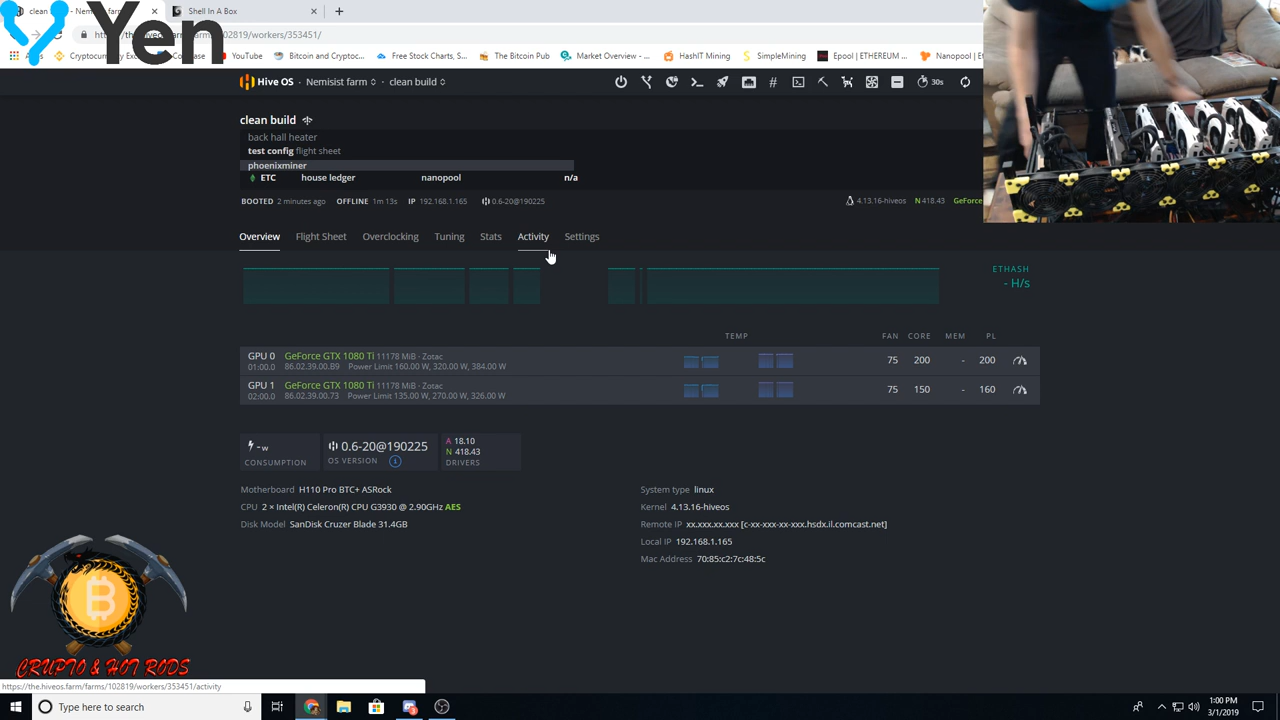 clean
Shell In A Box
Yen
102819/workers/353451/
Apps
YouTube
Bitcoin and Cryptoc...
Free Stock Charts, S...
The Bitcoin Pub
Market Overview - ...
HashIT Mining
SimpleMining
Epool | ETHEREUM ...
Nanopool
Hive OS
Nemisist farm
clean build
30s
clean build
back hall heater
test config flight sheet
phoenixminer
ETC house ledger nanopool n/a
BOOTED 2 minutes ago OFFLINE 1m 13s IP 192.168.1.165 0.6-20@190225
4.13.16-hiveos N 418.43 GeForce
Overview Flight Sheet Overclocking Tuning Stats Activity Settings
ETHASH
- H/s
TEMP FAN CORE MEM PL
GPU 0 GeForce GTX 1080 Ti 11178 MiB · Zotac
01:00.0 86.02.39.00.B9 Power Limit 160.00 W, 320.00 W, 384.00 W
75 200 - 200
GPU 1 GeForce GTX 1080 Ti 11178 MiB · Zotac
02:00.0 86.02.39.00.73 Power Limit 135.00 W, 270.00 W, 326.00 W
75 150 - 160
-w
CONSUMPTION
0.6-20@190225
OS VERSION
A 18.10
N 418.43
DRIVERS
Motherboard H110 Pro BTC+ ASRock
CPU 2 × Intel(R) Celeron(R) CPU G3930 @ 2.90GHz AES
Disk Model SanDisk Cruzer Blade 31.4GB
System type linux
Kernel 4.13.16-hiveos
Remote IP xx.xxx.xx.xxx [c-xx-xxx-xx-xxx.hsdx.il.comcast.net]
Local IP 192.168.1.165
Mac Address 70:85:c2:7c:48:5c
CRYPTO & HOT RODS
https://the.hiveos.farm/farms/102819/workers/353451/activity
Type here to search
1:00 PM
3/1/2019